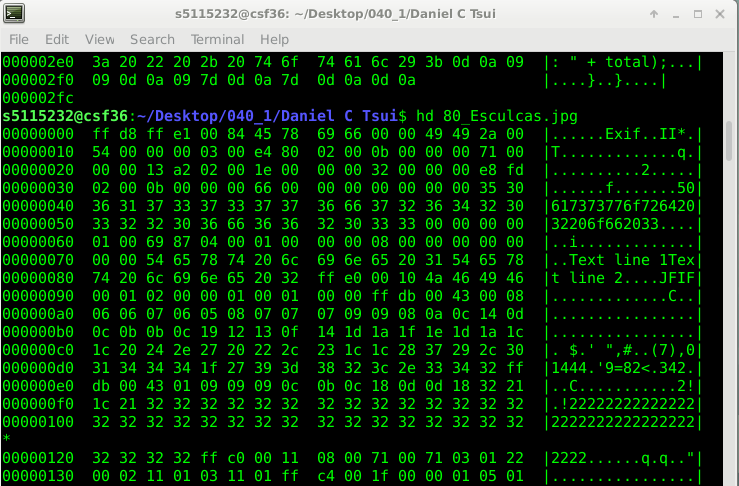 s5115232@csf36: ~/Desktop/040_1/Daniel C Tsui
File Edit View Search Terminal Help
000002e0  3a 20 22 20 2b 20 74 6f  74 61 6c 29 3b 0d 0a 09  |: " + total);...|
000002f0  09 0d 0a 09 7d 0d 0a 7d  0d 0a 0d 0a              |....}..}....|
000002fc
s5115232@csf36:~/Desktop/040_1/Daniel C Tsui$ hd 80_Esculcas.jpg
00000000  ff d8 ff e1 00 84 45 78  69 66 00 00 49 49 2a 00  |......Exif..II*.|
00000010  54 00 00 00 03 00 e4 80  02 00 0b 00 00 00 71 00  |T.............q.|
00000020  00 00 13 a2 02 00 1e 00  00 00 32 00 00 00 e8 fd  |..........2.....|
00000030  02 00 0b 00 00 00 66 00  00 00 00 00 00 00 35 30  |......f.......50|
00000040  36 31 37 33 37 33 37 37  36 66 37 32 36 34 32 30  |617373776f726420|
00000050  33 32 32 30 36 66 36 36  32 30 33 33 00 00 00 00  |32206f662033....|
00000060  01 00 69 87 04 00 01 00  00 00 08 00 00 00 00 00  |..i.............|
00000070  00 00 54 65 78 74 20 6c  69 6e 65 20 31 54 65 78  |..Text line 1Tex|
00000080  74 20 6c 69 6e 65 20 32  ff e0 00 10 4a 46 49 46  |t line 2....JFIF|
00000090  00 01 02 00 00 01 00 01  00 00 ff db 00 43 00 08  |.............C..|
000000a0  06 06 07 06 05 08 07 07  07 09 09 08 0a 0c 14 0d  |................|
000000b0  0c 0b 0b 0c 19 12 13 0f  14 1d 1a 1f 1e 1d 1a 1c  |................|
000000c0  1c 20 24 2e 27 20 22 2c  23 1c 1c 28 37 29 2c 30  |. $.' ",#..(7),0|
000000d0  31 34 34 34 1f 27 39 3d  38 32 3c 2e 33 34 32 ff  |1444.'9=82<.342.|
000000e0  db 00 43 01 09 09 09 0c  0b 0c 18 0d 0d 18 32 21  |..C...........2!|
000000f0  1c 21 32 32 32 32 32 32  32 32 32 32 32 32 32 32  |.!22222222222222|
00000100  32 32 32 32 32 32 32 32  32 32 32 32 32 32 32 32  |2222222222222222|
*
00000120  32 32 32 32 ff c0 00 11  08 00 71 00 71 03 01 22  |2222......q.q.."|
00000130  00 02 11 01 03 11 01 ff  c4 00 1f 00 00 01 05 01  |................|